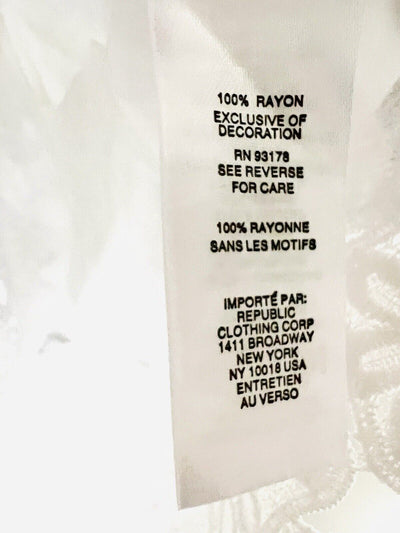 100% RAYON
EXCLUSIVE OF
DECORATION
RN 93178
SEE REVERSE
FOR CARE
100% RAYONNE
SANS LES MOTIFS
IMPORTÉ PAR:
REPUBLIC
CLOTHING CORP
1411 BROADWAY
NEW YORK
NY 10018 USA
ENTRETIEN
AU VERSO